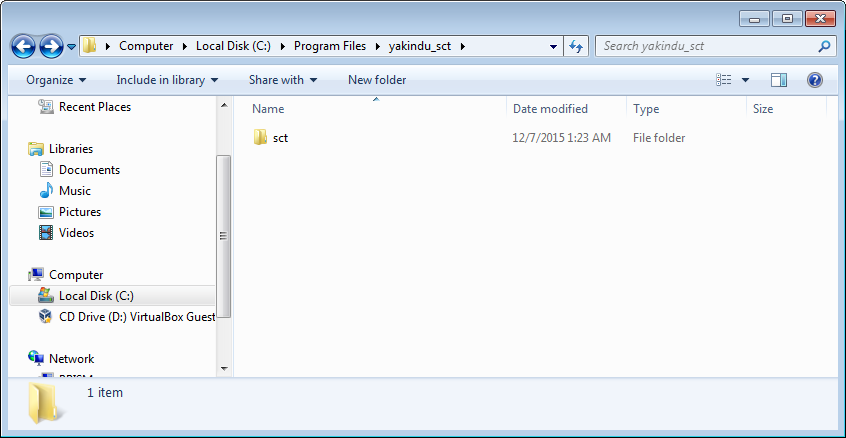 Computer Local Disk (C:) Program Files yakindu_sct
Search yakindu_sct
Organize Include in library Share with New folder
Name Date modified Type Size
sct 12/7/2015 1:23 AM File folder
Recent Places
Libraries
Documents
Music
Pictures
Videos
Computer
Local Disk (C:)
CD Drive (D:) VirtualBox Guest
Network
1 item